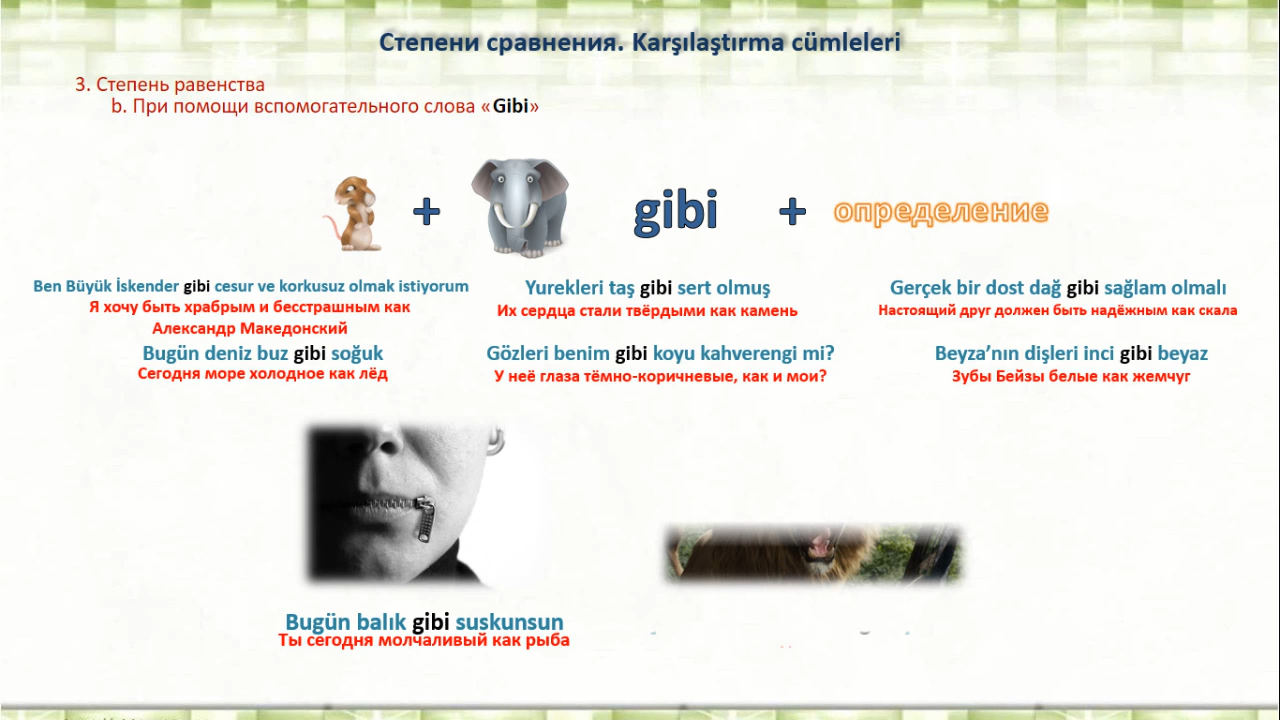 Степени сравнения. Karşılaştırma cümleleri
3. Степень равенства
b. При помощи вспомогательного слова «Gibi»
+ gibi + определение
Ben Büyük İskender gibi cesur ve korkusuz olmak istiyorum
Я хочу быть храбрым и бесстрашным как
Александр Македонский
Yurekleri taş gibi sert olmuş
Их сердца стали твёрдыми как камень
Gerçek bir dost dağ gibi sağlam olmalı
Настоящий друг должен быть надёжным как скала
Bugün deniz buz gibi soğuk
Сегодня море холодное как лёд
Gözleri benim gibi koyu kahverengi mi?
У неё глаза тёмно-коричневые, как и мои?
Beyza’nın dişleri inci gibi beyaz
Зубы Бейзы белые как жемчуг
Bugün balık gibi suskunsun
Ты сегодня молчаливый как рыба